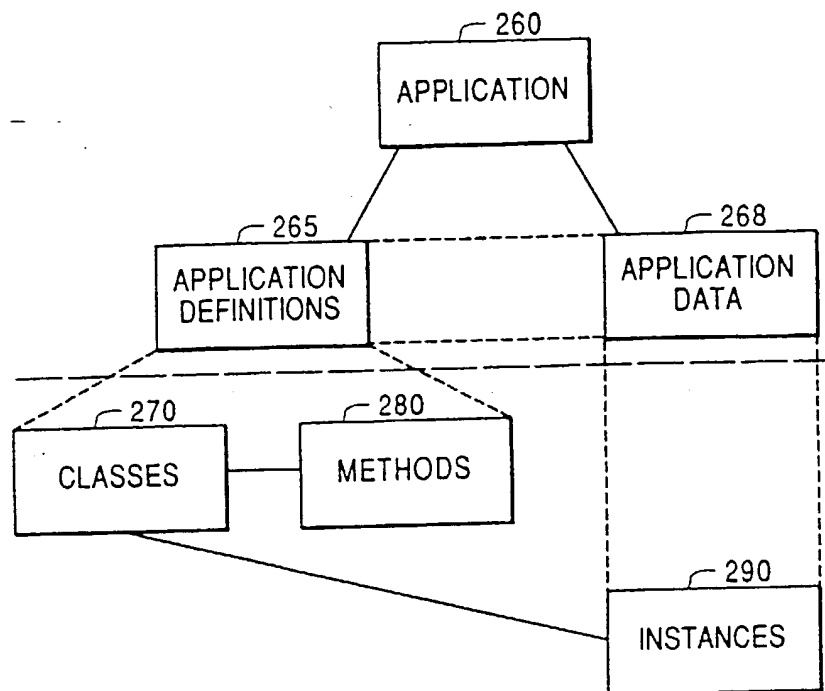 260
APPLICATION
265
APPLICATION
DEFINITIONS
268
APPLICATION
DATA
270
CLASSES
280
METHODS
290
INSTANCES